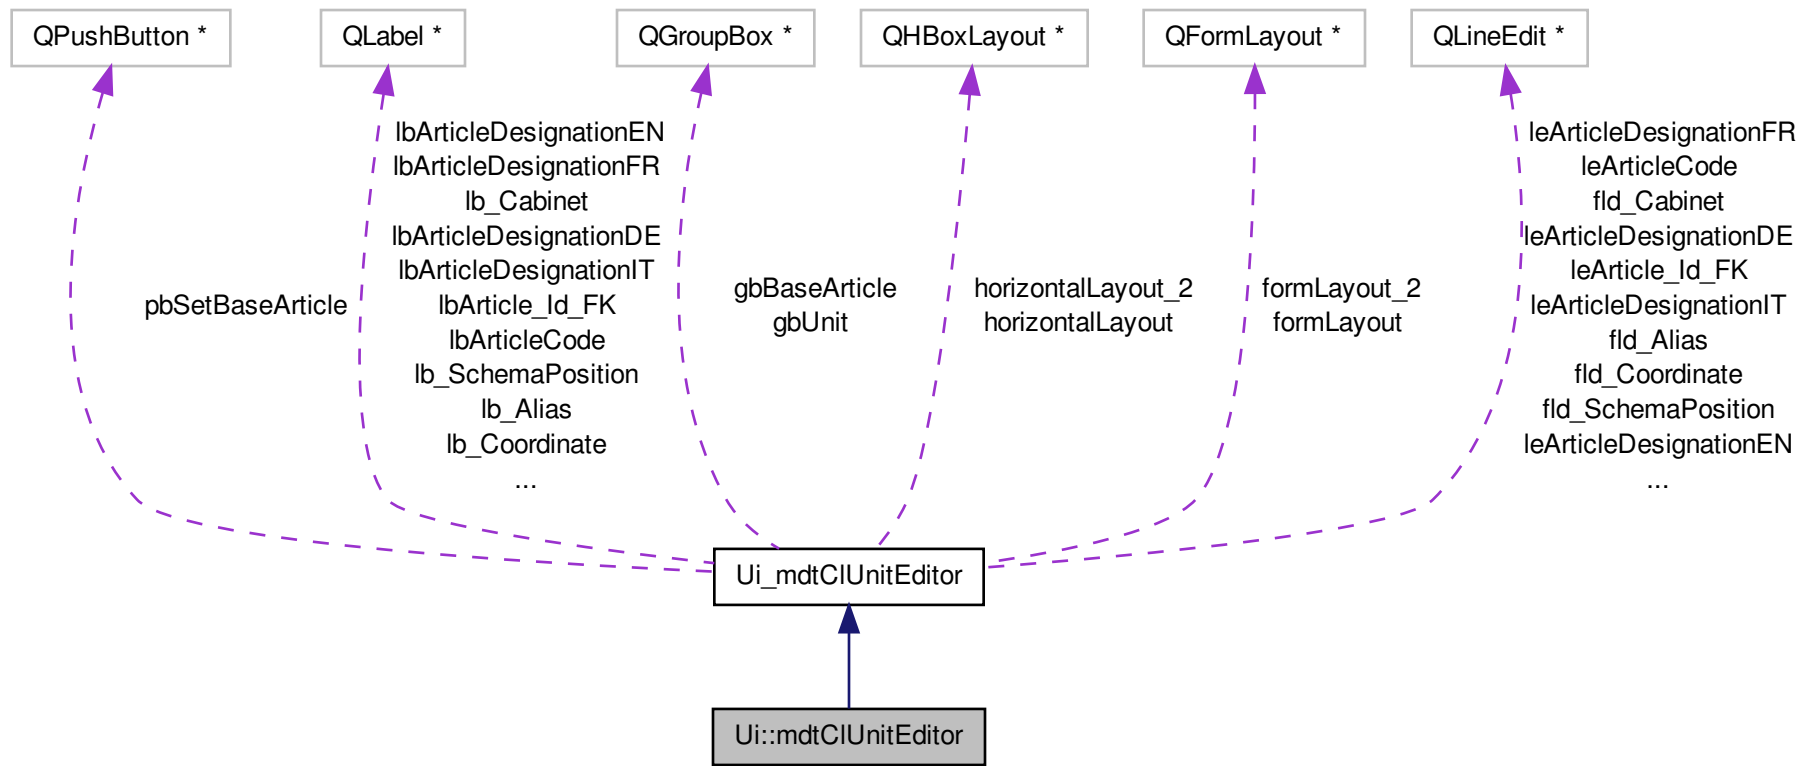 QPushButton *
QLabel *
QGroupBox *
QHBoxLayout *
QFormLayout *
QLineEdit *
pbSetBaseArticle
lbArticleDesignationEN
lbArticleDesignationFR
lb_Cabinet
lbArticleDesignationDE
lbArticleDesignationIT
lbArticle_Id_FK
lbArticleCode
lb_SchemaPosition
lb_Alias
lb_Coordinate
...
gbBaseArticle
gbUnit
horizontalLayout_2
horizontalLayout
formLayout_2
formLayout
leArticleDesignationFR
leArticleCode
fld_Cabinet
leArticleDesignationDE
leArticle_Id_FK
leArticleDesignationIT
fld_Alias
fld_Coordinate
fld_SchemaPosition
leArticleDesignationEN
...
Ui_mdtClUnitEditor
Ui::mdtClUnitEditor